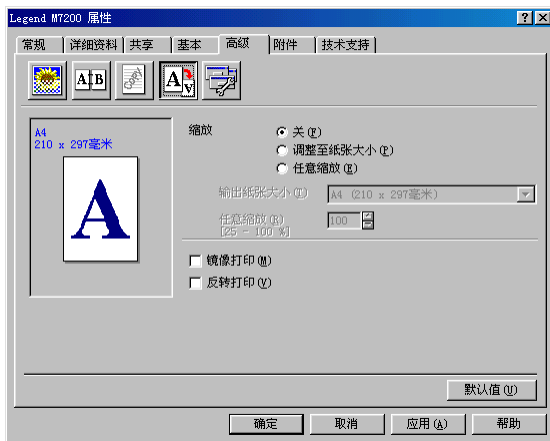 Legend M7200 属性
常规 详细资料 共享 基本 高级 附件 技术支持
A B
Copy
A A
A4
210 x 297毫米
A
缩放
关(F)
调整至纸张大小(P)
任意缩放(E)
输出纸张大小(T) A4 (210 x 297毫米)
任意缩放(R) 100
[25 - 100 %]
镜像打印(M)
反转打印(V)
默认值(U)
确定 取消 应用(A) 帮助